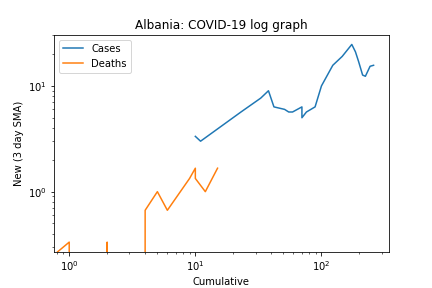 Albania: COVID-19 log graph
Cases
Deaths
New (3 day SMA)
10¹
10⁰
10⁰
10¹
10²
Cumulative